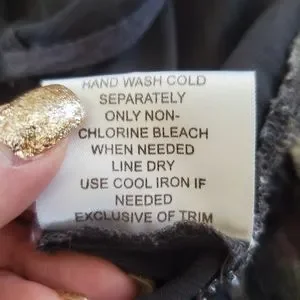 HAND WASH COLD
SEPARATELY
ONLY NON-
CHLORINE BLEACH
WHEN NEEDED
LINE DRY
USE COOL IRON IF
NEEDED
EXCLUSIVE OF TRIM